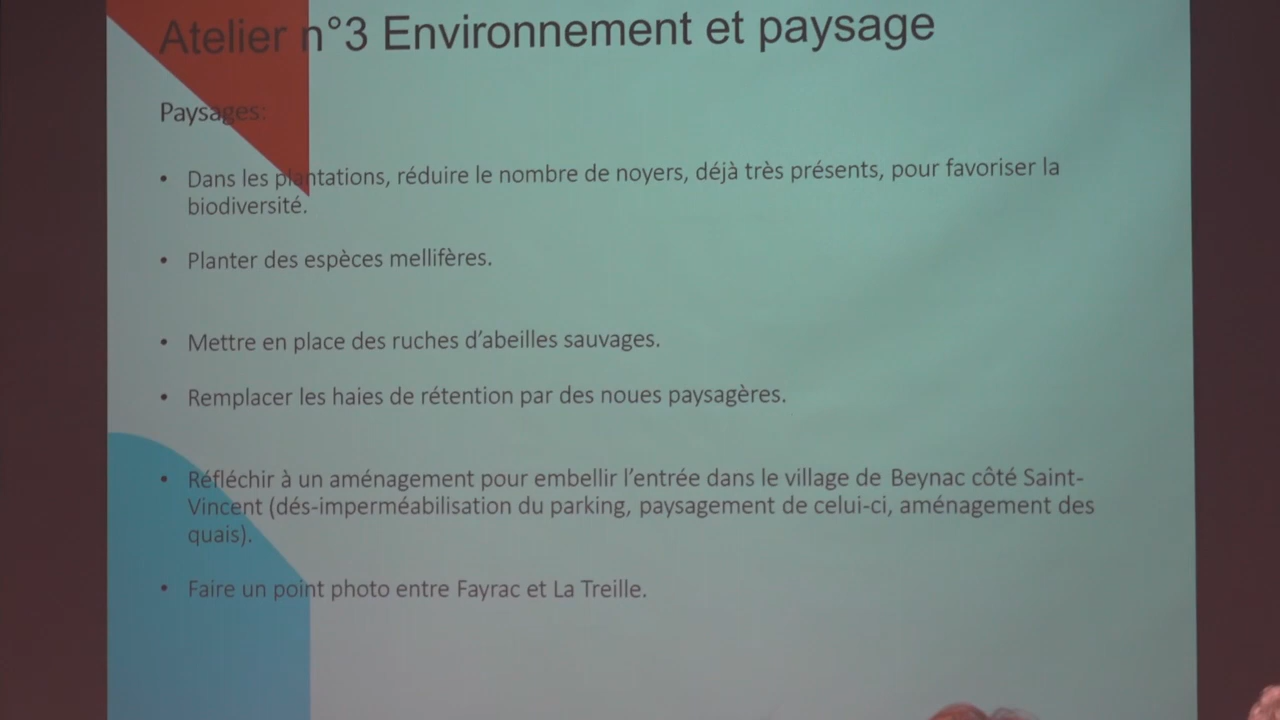 Atelier n°3 Environnement et paysage
Paysages:
• Dans les plantations, réduire le nombre de noyers, déjà très présents, pour favoriser la
biodiversité.
• Planter des espèces mellifères.
• Mettre en place des ruches d’abeilles sauvages.
• Remplacer les haies de rétention par des noues paysagères.
• Réfléchir à un aménagement pour embellir l’entrée dans le village de Beynac côté Saint-
Vincent (dés-imperméabilisation du parking, paysagement de celui-ci, aménagement des
quais).
• Faire un point photo entre Fayrac et La Treille.